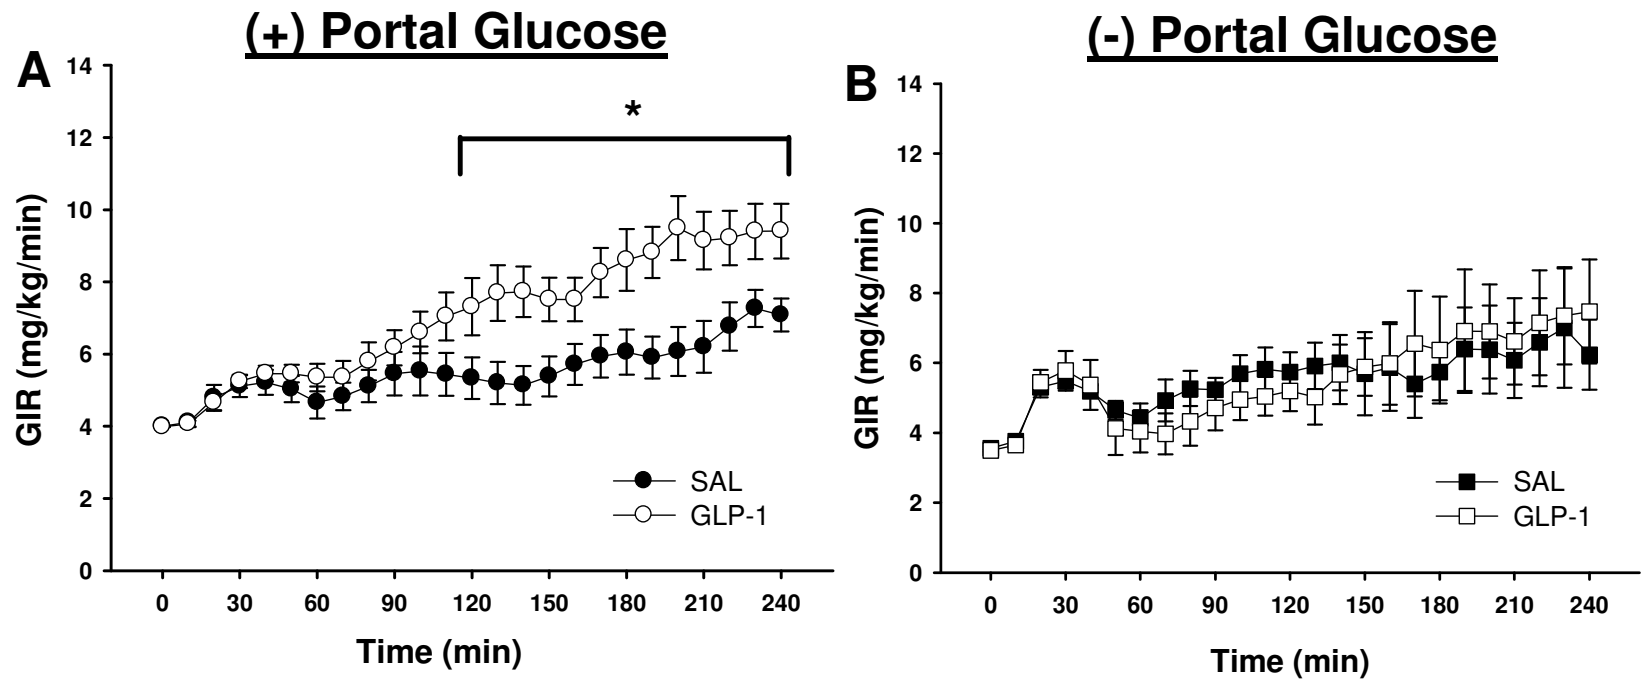 (+) Portal Glucose
A
14
12
10
8
6
4
2
0
GIR (mg/kg/min)
*
SAL
GLP-1
0 30 60 90 120 150 180 210 240
Time (min)
(-) Portal Glucose
B
14
12
10
8
6
4
2
0
GIR (mg/kg/min)
SAL
GLP-1
0 30 60 90 120 150 180 210 240
Time (min)